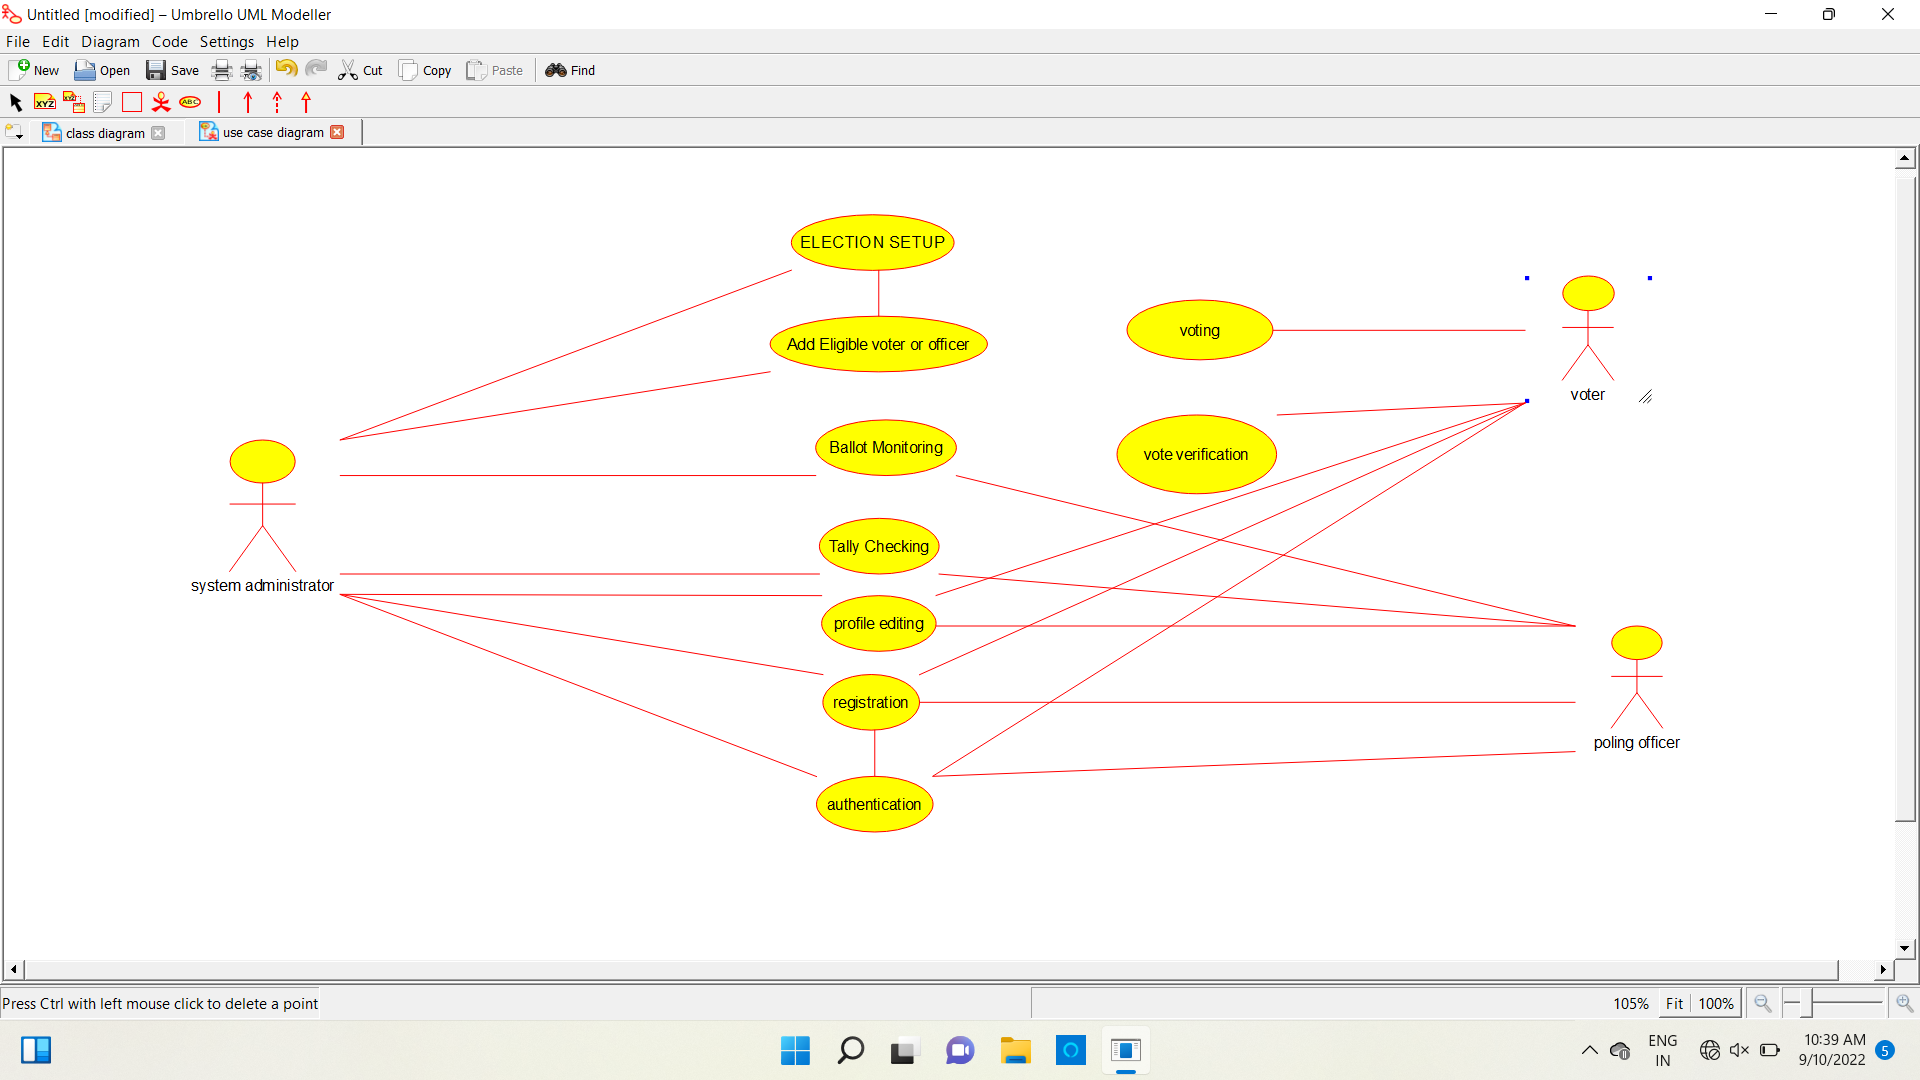 Untitled [modified] – Umbrello UML Modeller
File Edit Diagram Code Settings Help
New Open Save Cut Copy Paste Find
XYZ XYZ ABC
class diagram use case diagram
ELECTION SETUP
Add Eligible voter or officer
voting
voter
Ballot Monitoring
vote verification
Tally Checking
system administrator
profile editing
registration
poling officer
authentication
Press Ctrl with left mouse click to delete a point
105% Fit 100%
ENG
IN
10:39 AM
9/10/2022
5